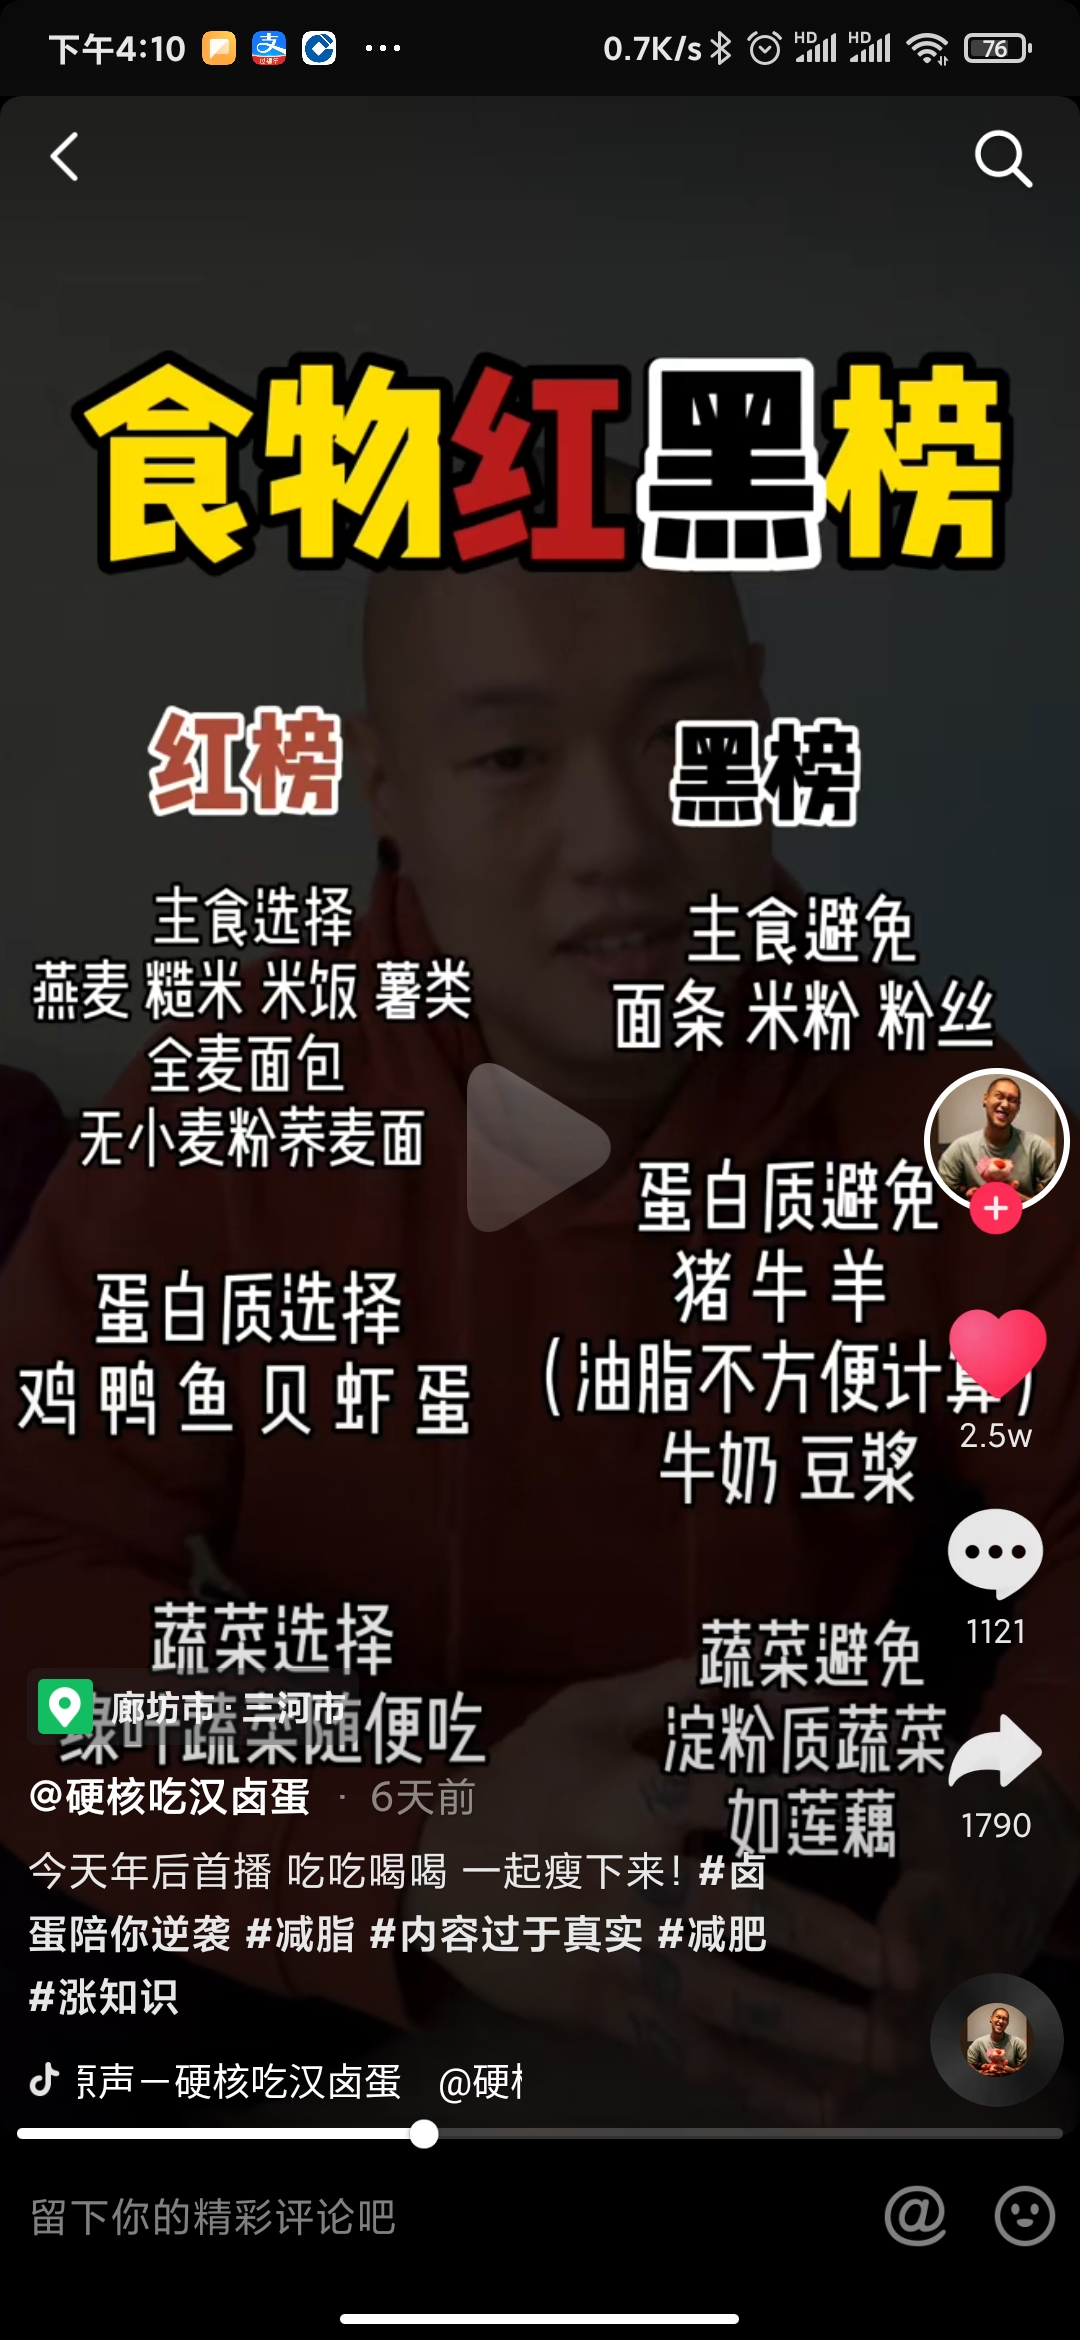 下午4:10
0.7K/s
HD
HD
76
食物红黑榜
红榜
主食选择
燕麦 糙米 米饭 薯类
全麦面包
无小麦粉荞麦面
蛋白质选择
鸡 鸭 鱼 贝 虾 蛋
蔬菜选择
绿叶蔬菜随便吃
黑榜
主食避免
面条 米粉 粉丝
蛋白质避免
猪 牛 羊
（油脂不方便计算）
牛奶 豆浆
蔬菜避免
淀粉质蔬菜
如莲藕
2.5w
1121
1790
廊坊市·三河市
@硬核吃汉卤蛋 · 6天前
今天年后首播 吃吃喝喝 一起瘦下来！#卤
蛋陪你逆袭 #减脂 #内容过于真实 #减肥
#涨知识
原声－硬核吃汉卤蛋 @硬核
留下你的精彩评论吧